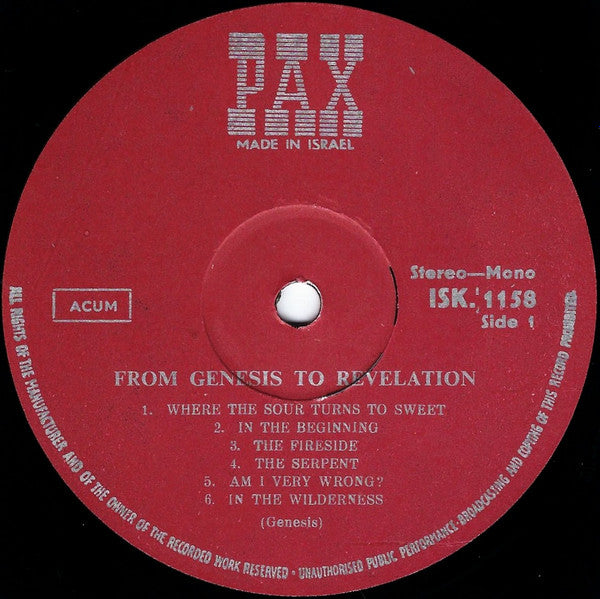 PAX
MADE IN ISRAEL
ACUM
Stereo—Mono
ISK. 1158
Side 1
FROM GENESIS TO REVELATION
1. WHERE THE SOUR TURNS TO SWEET
2. IN THE BEGINNING
3. THE FIRESIDE
4. THE SERPENT
5. AM I VERY WRONG?
6. IN THE WILDERNESS
(Genesis)
ALL RIGHTS OF THE MANUFACTURER AND OF THE OWNER OF THE RECORDED WORK RESERVED • UNAUTHORISED PUBLIC PERFORMANCE-BROADCASTING AND COPING OF THIS RECORD PROHIBITED.